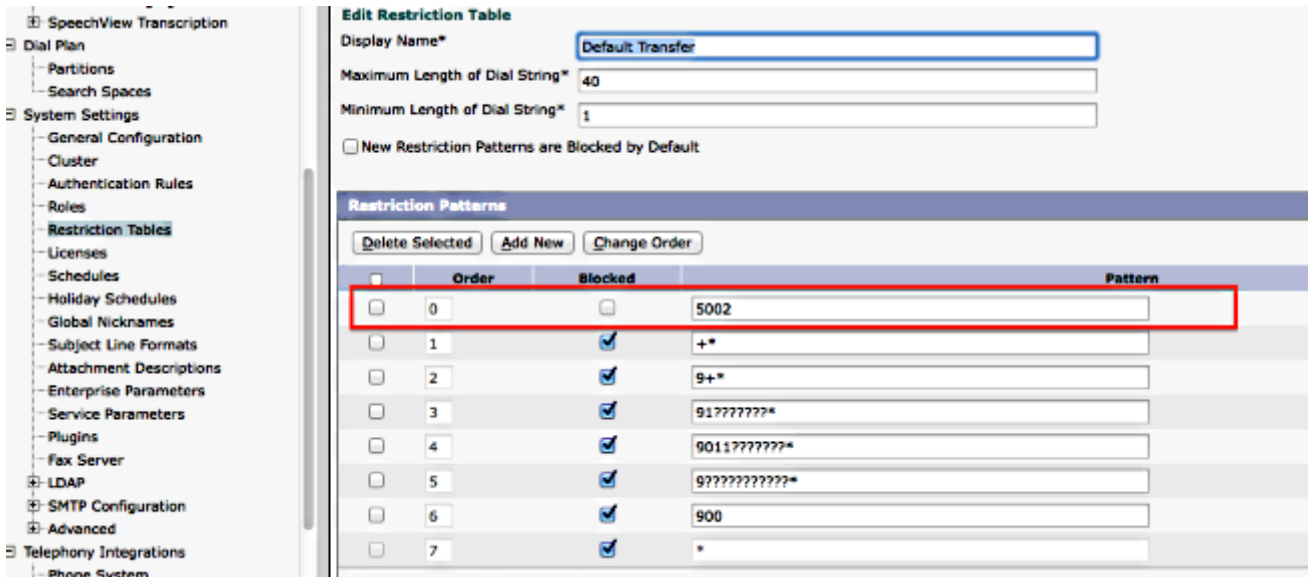 SpeechView Transcription
Dial Plan
Partitions
Search Spaces
System Settings
General Configuration
Cluster
Authentication Rules
Roles
Restriction Tables
Licenses
Schedules
Holiday Schedules
Global Nicknames
Subject Line Formats
Attachment Descriptions
Enterprise Parameters
Service Parameters
Plugins
Fax Server
LDAP
SMTP Configuration
Advanced
Telephony Integrations
Phone System
Edit Restriction Table
Display Name* Default Transfer
Maximum Length of Dial String* 40
Minimum Length of Dial String* 1
New Restriction Patterns are Blocked by Default
Restriction Patterns
Delete Selected Add New Change Order
Order Blocked Pattern
0 5002
1 +*
2 9+*
3 91???????*
4 9011???????*
5 9??????????*
6 900
7 *